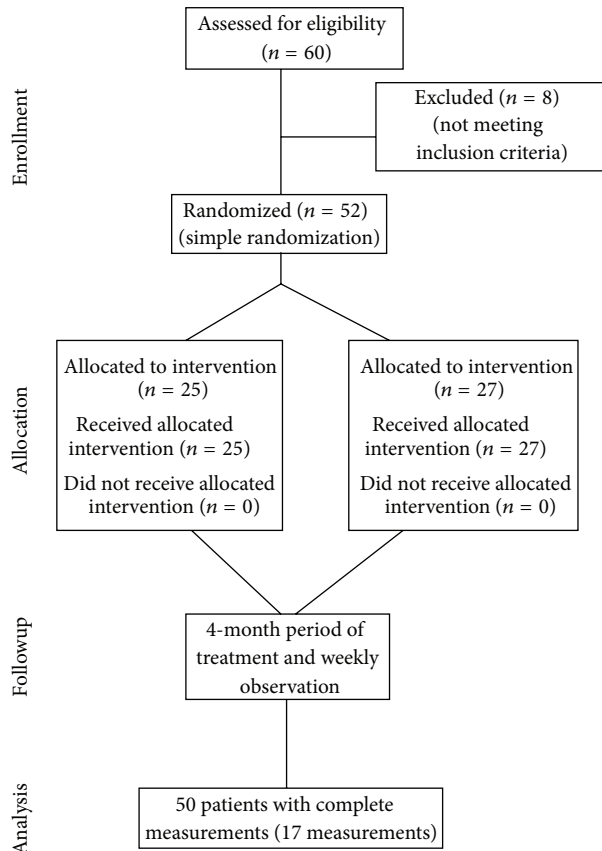 Enrollment
Assessed for eligibility
(n = 60)
Excluded (n = 8)
(not meeting
inclusion criteria)
Randomized (n = 52)
(simple randomization)
Allocation
Allocated to intervention
(n = 25)
Received allocated
intervention (n = 25)
Did not receive allocated
intervention (n = 0)
Allocated to intervention
(n = 27)
Received allocated
intervention (n = 27)
Did not receive allocated
intervention (n = 0)
Followup
4-month period of
treatment and weekly
observation
Analysis
50 patients with complete
measurements (17 measurements)